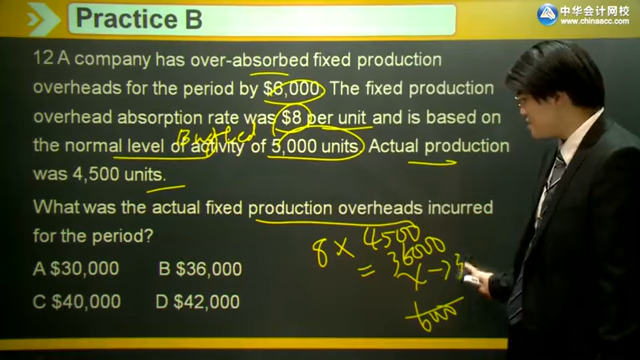 Practice B
中华会计网校
www.chinaacc.com
12 A company has over-absorbed fixed production
overheads for the period by $6,000. The fixed production
overhead absorption rate was $8 per unit and is based on
Budgeted
the normal level of activity of 5,000 units. Actual production
was 4,500 units.
What was the actual fixed production overheads incurred
for the period?
A $30,000 B $36,000
C $40,000 D $42,000
8 × 4500
= 36000
x → 3
6000